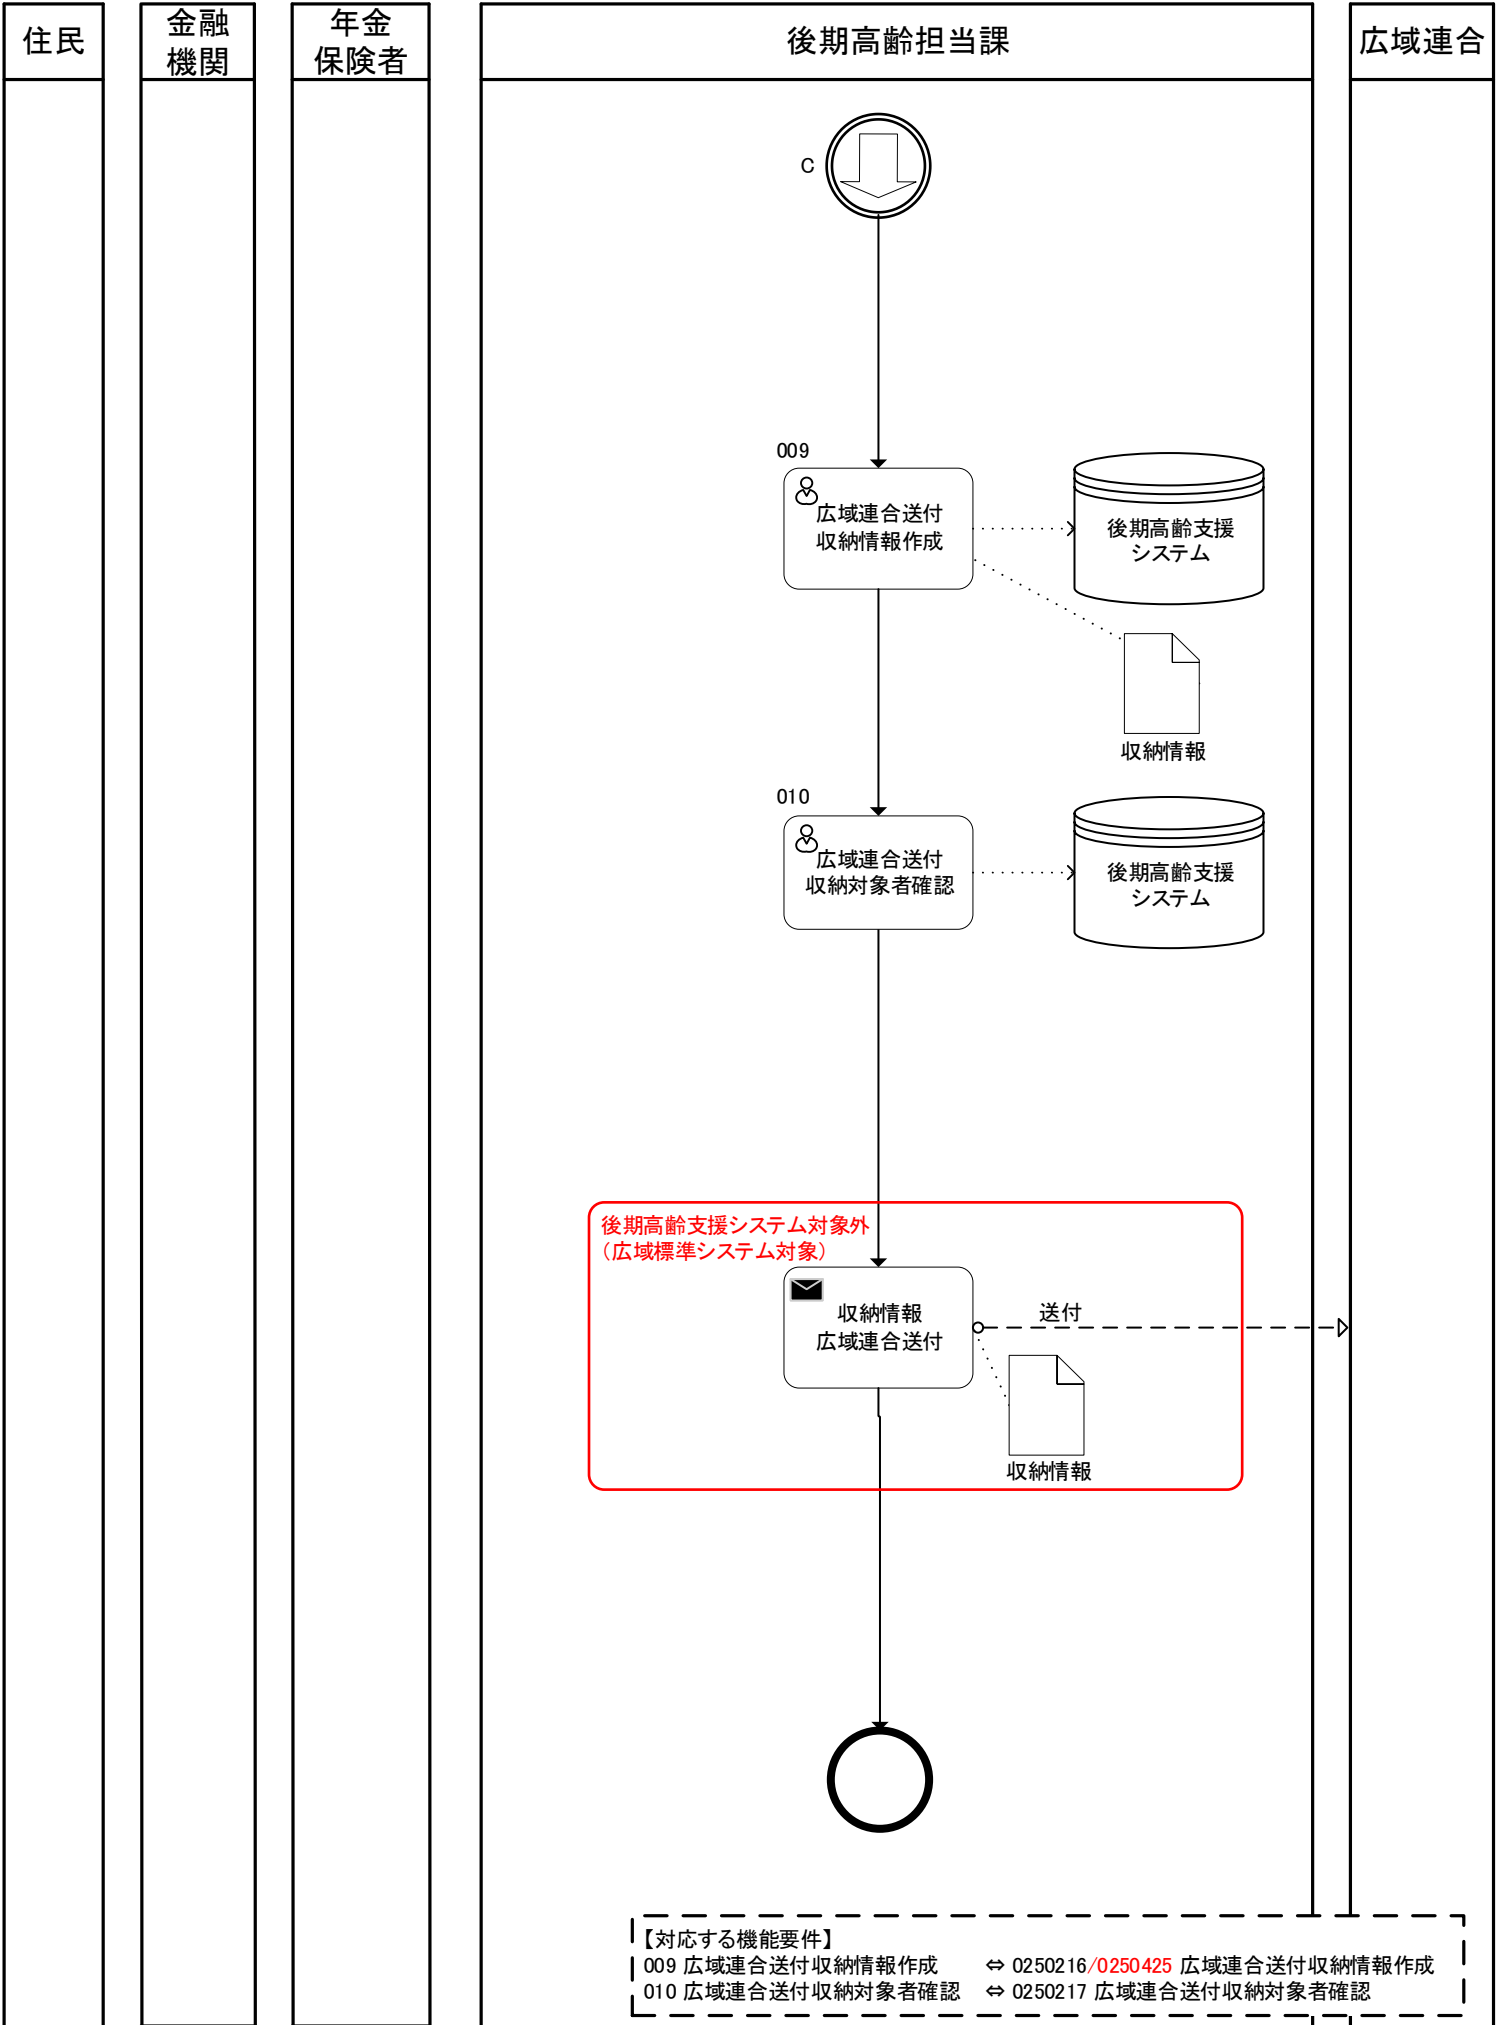 住民
金融
機関
年金
保険者
後期高齢担当課
広域連合
C
009
広域連合送付
収納情報作成
後期高齢支援
システム
収納情報
010
広域連合送付
収納対象者確認
後期高齢支援
システム
後期高齢支援システム対象外
（広域標準システム対象）
収納情報
広域連合送付
送付
収納情報
【対応する機能要件】
009 広域連合送付収納情報作成 ⇔ 0250216/0250425 広域連合送付収納情報作成
010 広域連合送付収納対象者確認 ⇔ 0250217 広域連合送付収納対象者確認